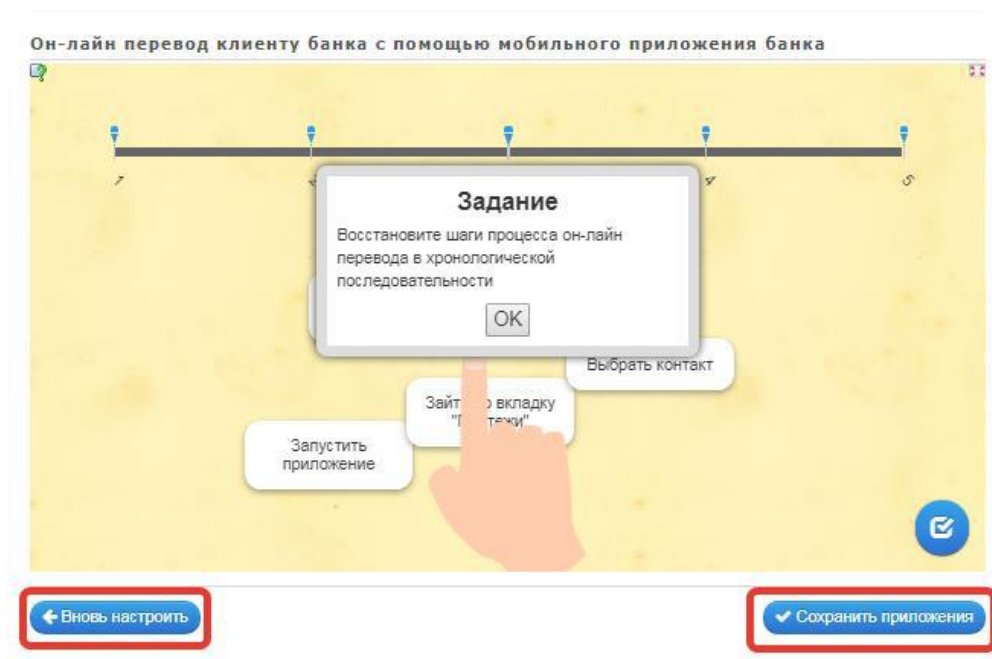 Он-лайн перевод клиенту банка с помощью мобильного приложения банка
1
4
5
Задание
Восстановите шаги процесса он-лайн
перевода в хронологической
последовательности
OK
Выбрать контакт
вкладку
Запустить
приложение
Вновь настроить
Сохранить приложения